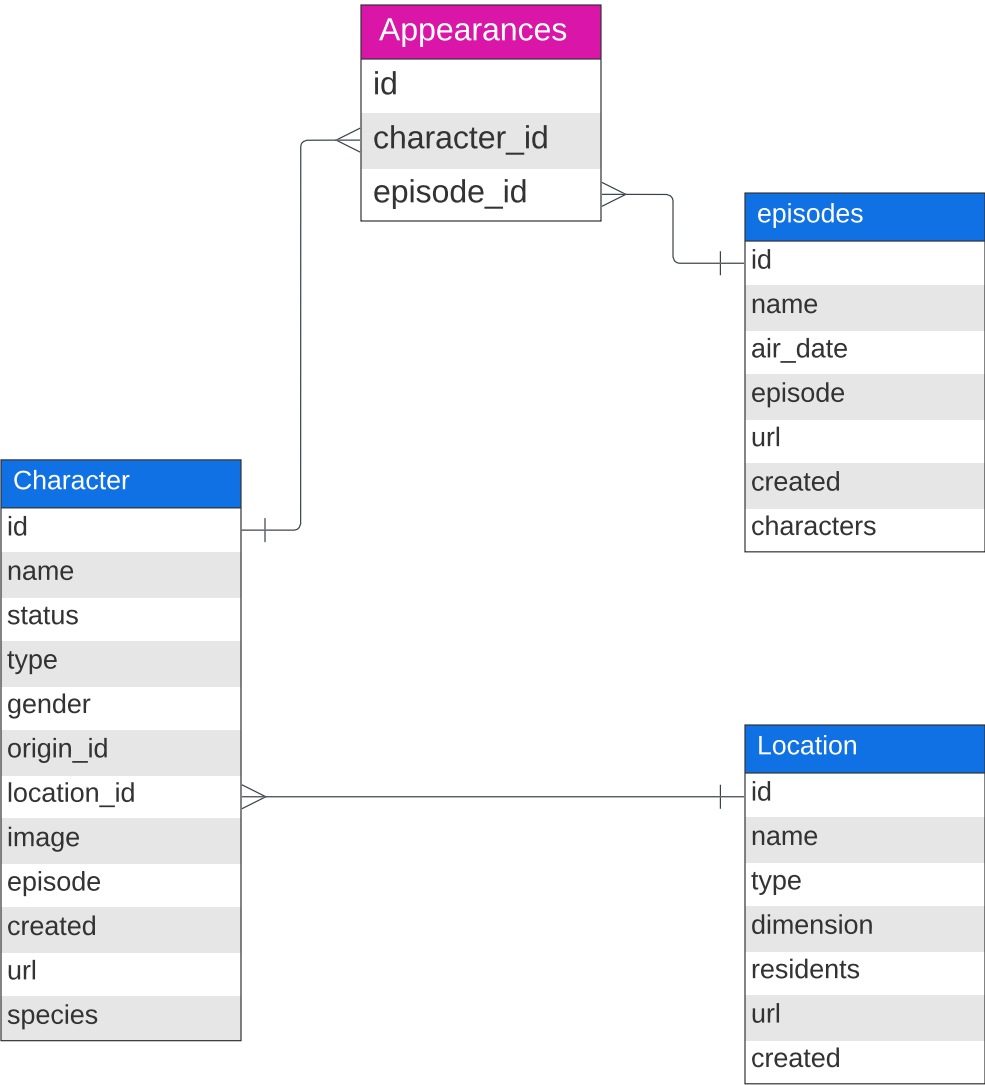 Appearances
id
character_id
episode_id
episodes
id
name
air_date
episode
url
created
characters
Character
id
name
status
type
gender
origin_id
location_id
image
episode
created
url
species
Location
id
name
type
dimension
residents
url
created